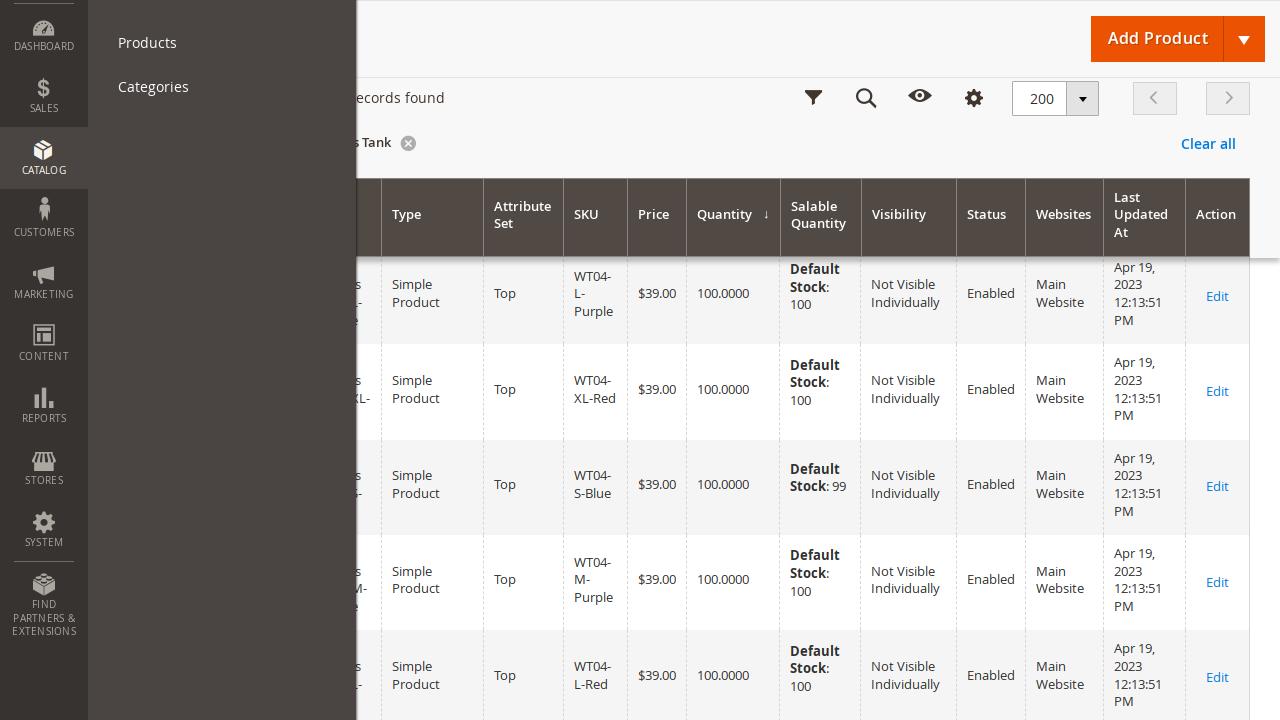 DASHBOARD
SALES
CATALOG
CUSTOMERS
MARKETING
CONTENT
REPORTS
STORES
SYSTEM
FIND
PARTNERS &
EXTENSIONS
Products
Categories
Add Product
ecords found
200
s Tank
Clear all
Type
Attribute
Set
SKU
Price
Quantity ↓
Salable
Quantity
Visibility
Status
Websites
Last
Updated
At
Action
s
-
e
Simple
Product
Top
WT04-
L-
Purple
$39.00
100.0000
Default
Stock:
100
Not Visible
Individually
Enabled
Main
Website
Apr 19,
2023
12:13:51
PM
Edit
s
XL-
Simple
Product
Top
WT04-
XL-Red
$39.00
100.0000
Default
Stock:
100
Not Visible
Individually
Enabled
Main
Website
Apr 19,
2023
12:13:51
PM
Edit
s
-
Simple
Product
Top
WT04-
S-Blue
$39.00
100.0000
Default
Stock: 99
Not Visible
Individually
Enabled
Main
Website
Apr 19,
2023
12:13:51
PM
Edit
s
M-
e
Simple
Product
Top
WT04-
M-
Purple
$39.00
100.0000
Default
Stock:
100
Not Visible
Individually
Enabled
Main
Website
Apr 19,
2023
12:13:51
PM
Edit
s
-
Simple
Product
Top
WT04-
L-Red
$39.00
100.0000
Default
Stock:
100
Not Visible
Individually
Enabled
Main
Website
Apr 19,
2023
12:13:51
PM
Edit